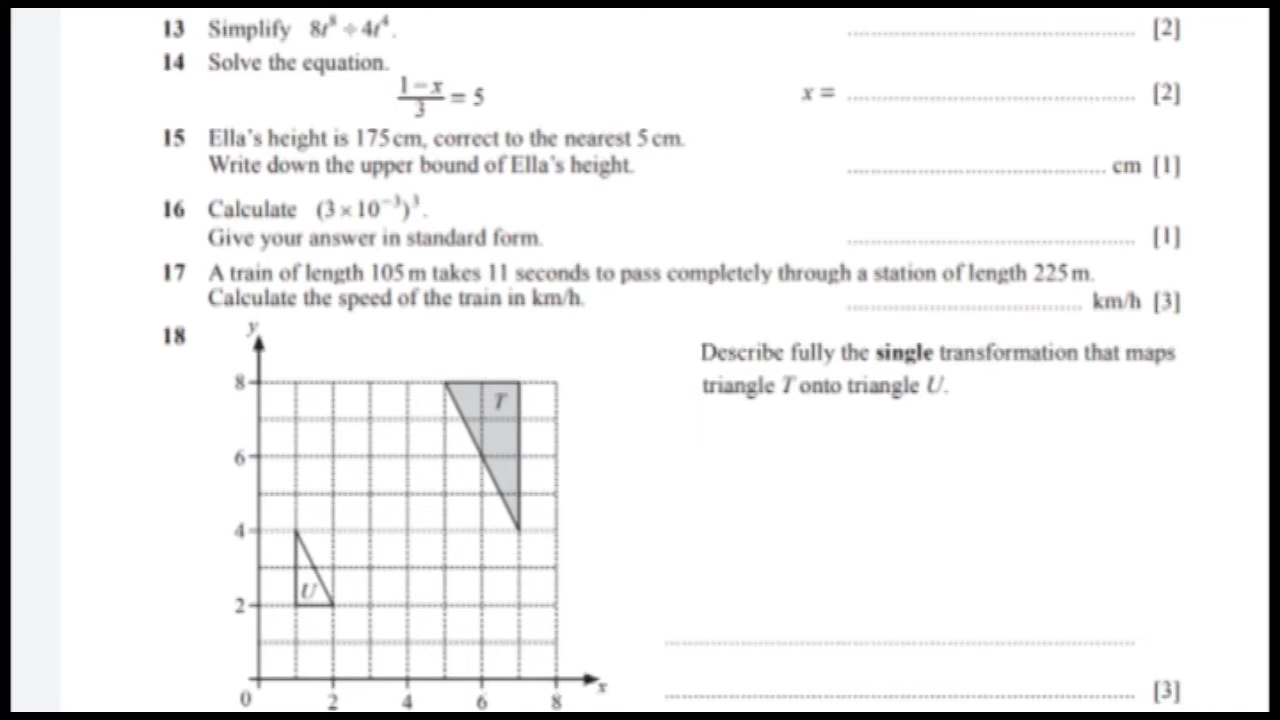 13 Simplify 8t⁸ ÷ 4t⁴. .......... [2]
14 Solve the equation.
(1 − x)/3 = 5 x = .......... [2]
15 Ella's height is 175 cm, correct to the nearest 5 cm.
Write down the upper bound of Ella's height. .......... cm [1]
16 Calculate (3 × 10⁻³)³.
Give your answer in standard form. .......... [1]
17 A train of length 105 m takes 11 seconds to pass completely through a station of length 225 m.
Calculate the speed of the train in km/h. .......... km/h [3]
18
y
Describe fully the single transformation that maps
triangle T onto triangle U.
8
T
6
4
U
2
0 2 4 6 8 x
.......... [3]